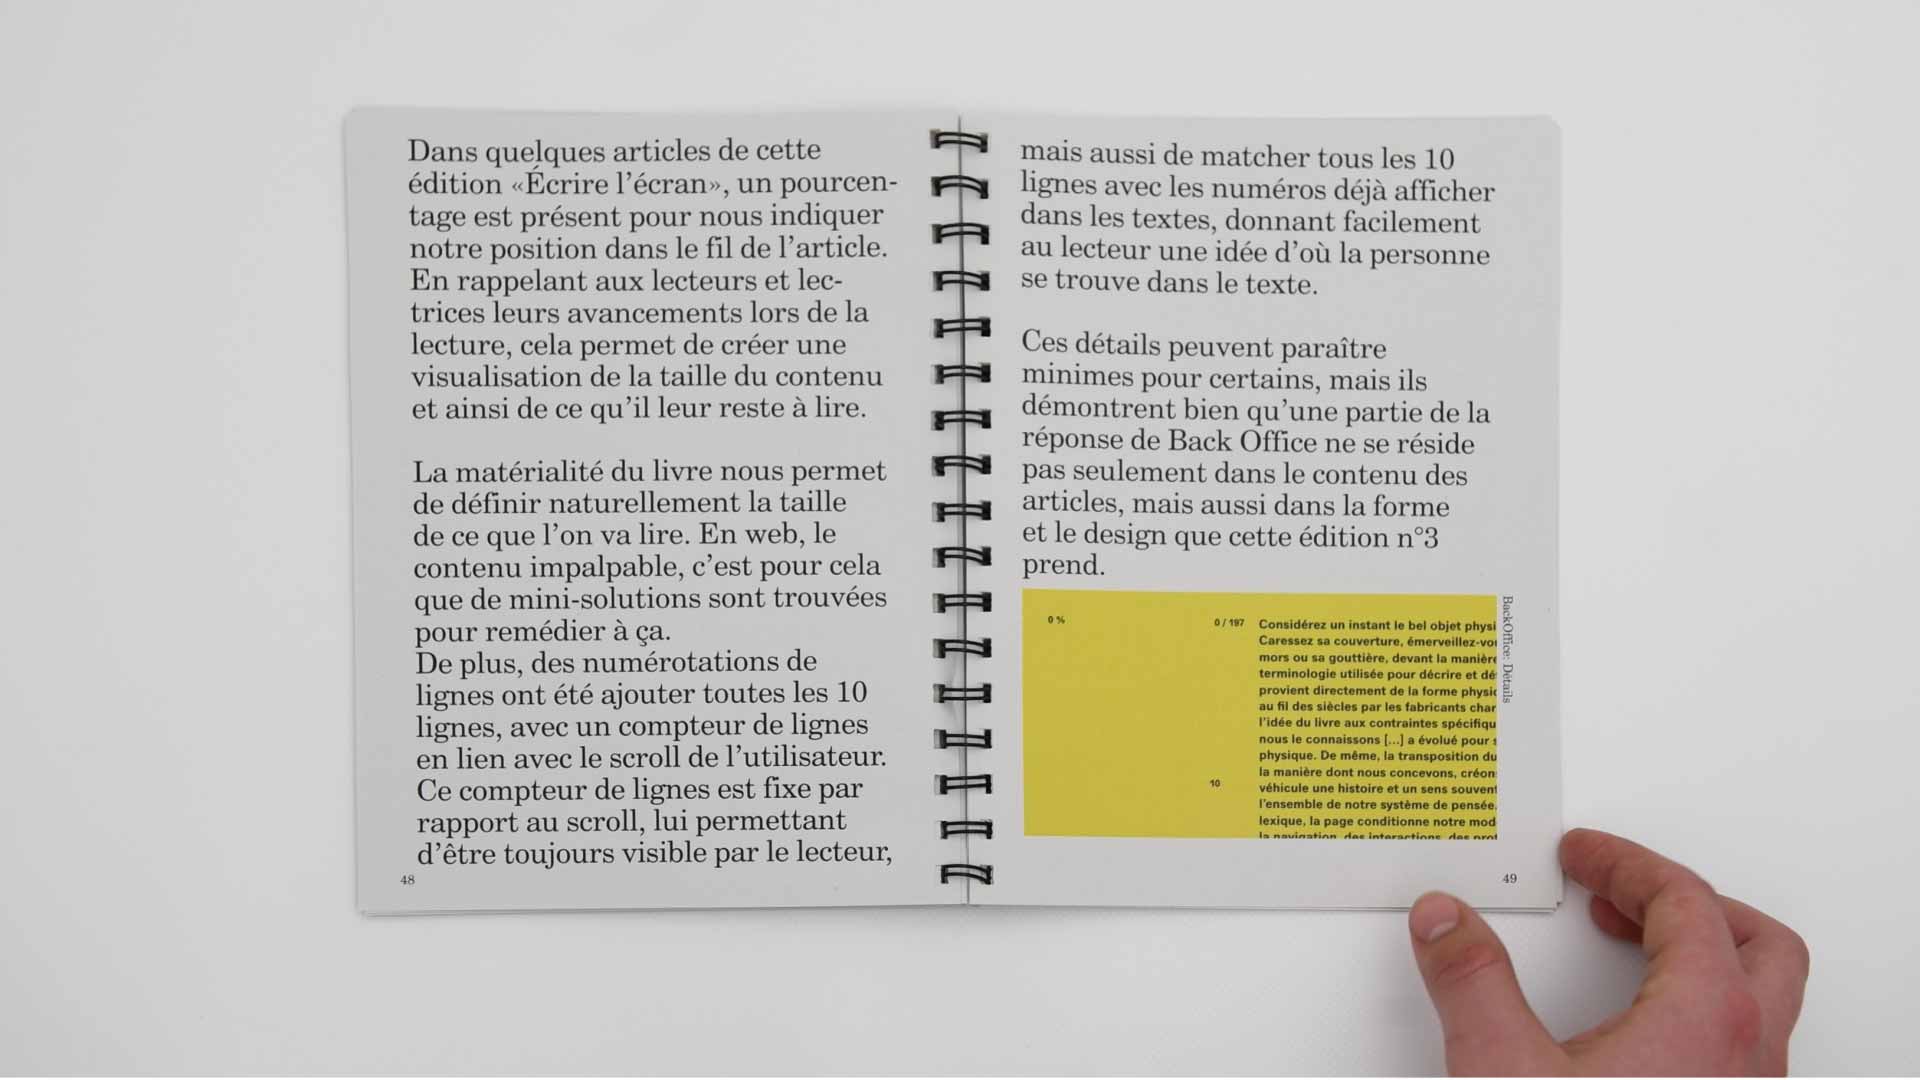 Dans quelques articles de cette
édition «Écrire l’écran», un pourcen-
tage est présent pour nous indiquer
notre position dans le fil de l’article.
En rappelant aux lecteurs et lec-
trices leurs avancements lors de la
lecture, cela permet de créer une
visualisation de la taille du contenu
et ainsi de ce qu’il leur reste à lire.
La matérialité du livre nous permet
de définir naturellement la taille
de ce que l’on va lire. En web, le
contenu impalpable, c’est pour cela
que de mini-solutions sont trouvées
pour remédier à ça.
De plus, des numérotations de
lignes ont été ajouter toutes les 10
lignes, avec un compteur de lignes
en lien avec le scroll de l’utilisateur.
Ce compteur de lignes est fixe par
rapport au scroll, lui permettant
d’être toujours visible par le lecteur,
48
mais aussi de matcher tous les 10
lignes avec les numéros déjà afficher
dans les textes, donnant facilement
au lecteur une idée d’où la personne
se trouve dans le texte.
Ces détails peuvent paraître
minimes pour certains, mais ils
démontrent bien qu’une partie de la
réponse de Back Office ne se réside
pas seulement dans le contenu des
articles, mais aussi dans la forme
et le design que cette édition n°3
prend.
0 %
0 / 197
Considérez un instant le bel objet physi
Caressez sa couverture, émerveillez-vou
mors ou sa gouttière, devant la manière
terminologie utilisée pour décrire et dé
provient directement de la forme physic
au fil des siècles par les fabricants char
l’idée du livre aux contraintes spécifiqu
nous le connaissons [...] a évolué pour s
physique. De même, la transposition du
la manière dont nous concevons, créon
10
véhicule une histoire et un sens souvent
l’ensemble de notre système de pensée.
lexique, la page conditionne notre mod
la navigation, des interactions, des prot
BackOffice: Détails
49